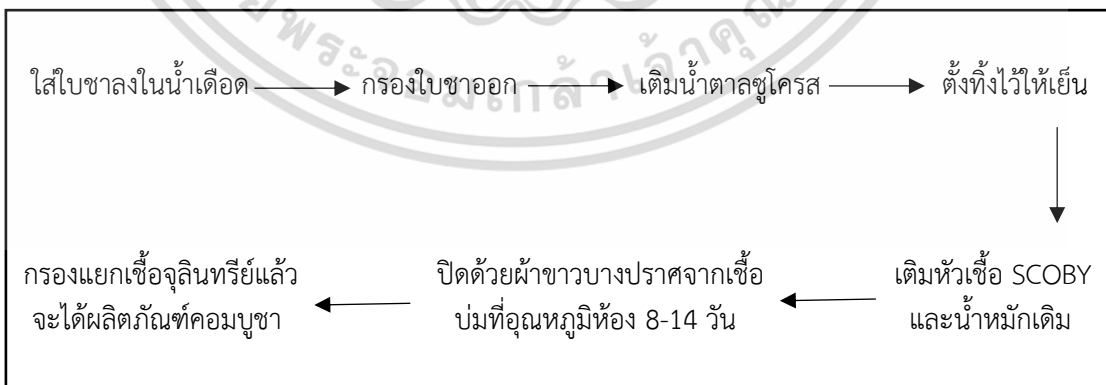 ใส่ใบชาลงในน้ำเดือด
กรองใบชาออก
เติมน้ำตาลซูโครส
ตั้งทิ้งไว้ให้เย็น
เติมหัวเชื้อ SCOBY
และน้ำหมักเดิม
ปิดด้วยผ้าขาวบางปราศจากเชื้อ
บ่มที่อุณหภูมิห้อง 8-14 วัน
กรองแยกเชื้อจุลินทรีย์แล้ว
จะได้ผลิตภัณฑ์คอมบูชา